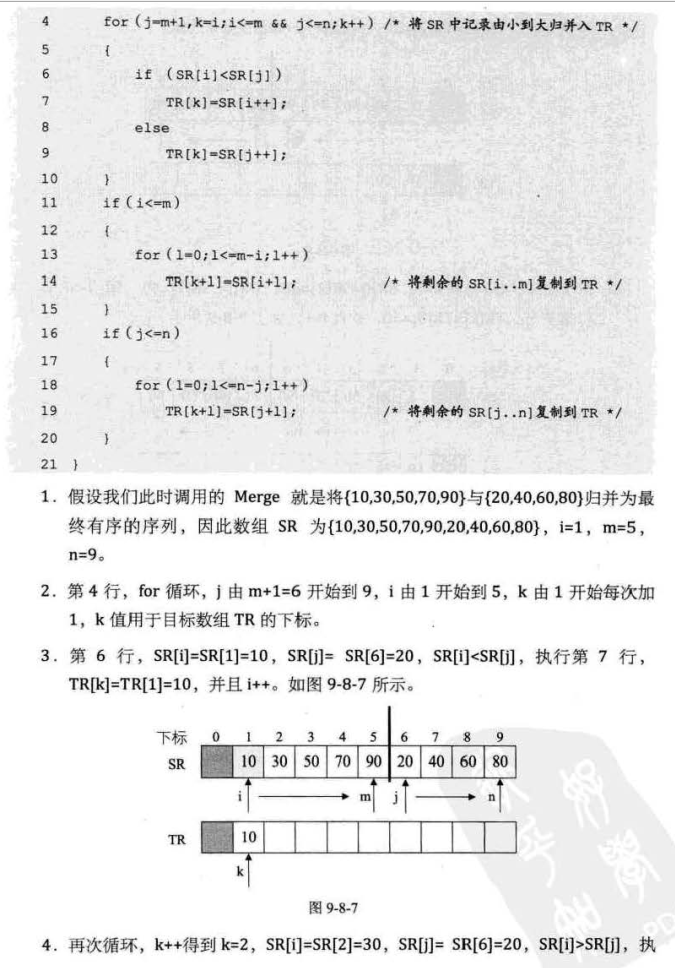 4 for(j=m+1,k=i;i<=m && j<=n;k++) /* 将SR中记录由小到大归并入TR */
5 {
6 if (SR[i]<SR[j])
7 TR[k]=SR[i++];
8 else
9 TR[k]=SR[j++];
10 }
11 if(i<=m)
12 {
13 for(l=0;l<=m-i;l++)
14 TR[k+l]=SR[i+l]; /* 将剩余的SR[i..m]复制到TR */
15 }
16 if(j<=n)
17 {
18 for(l=0;l<=n-j;l++)
19 TR[k+l]=SR[j+l]; /* 将剩余的SR[j..n]复制到TR */
20 }
21 }
1. 假设我们此时调用的 Merge 就是将{10,30,50,70,90}与{20,40,60,80}归并为最
终有序的序列,因此数组 SR 为{10,30,50,70,90,20,40,60,80},i=1,m=5,
n=9。
2. 第 4 行,for 循环,j 由 m+1=6 开始到 9,i 由 1 开始到 5,k 由 1 开始每次加
1,k 值用于目标数组 TR 的下标。
3. 第 6 行,SR[i]=SR[1]=10,SR[j]= SR[6]=20,SR[i]<SR[j],执行第 7 行,
TR[k]=TR[1]=10,并且 i++。如图 9-8-7 所示。
下标 0 1 2 3 4 5 6 7 8 9
SR 10 30 50 70 90 20 40 60 80
i m j n
TR 10
k
图 9-8-7
4. 再次循环,k++得到 k=2,SR[i]=SR[2]=30,SR[j]= SR[6]=20,SR[i]>SR[j],执